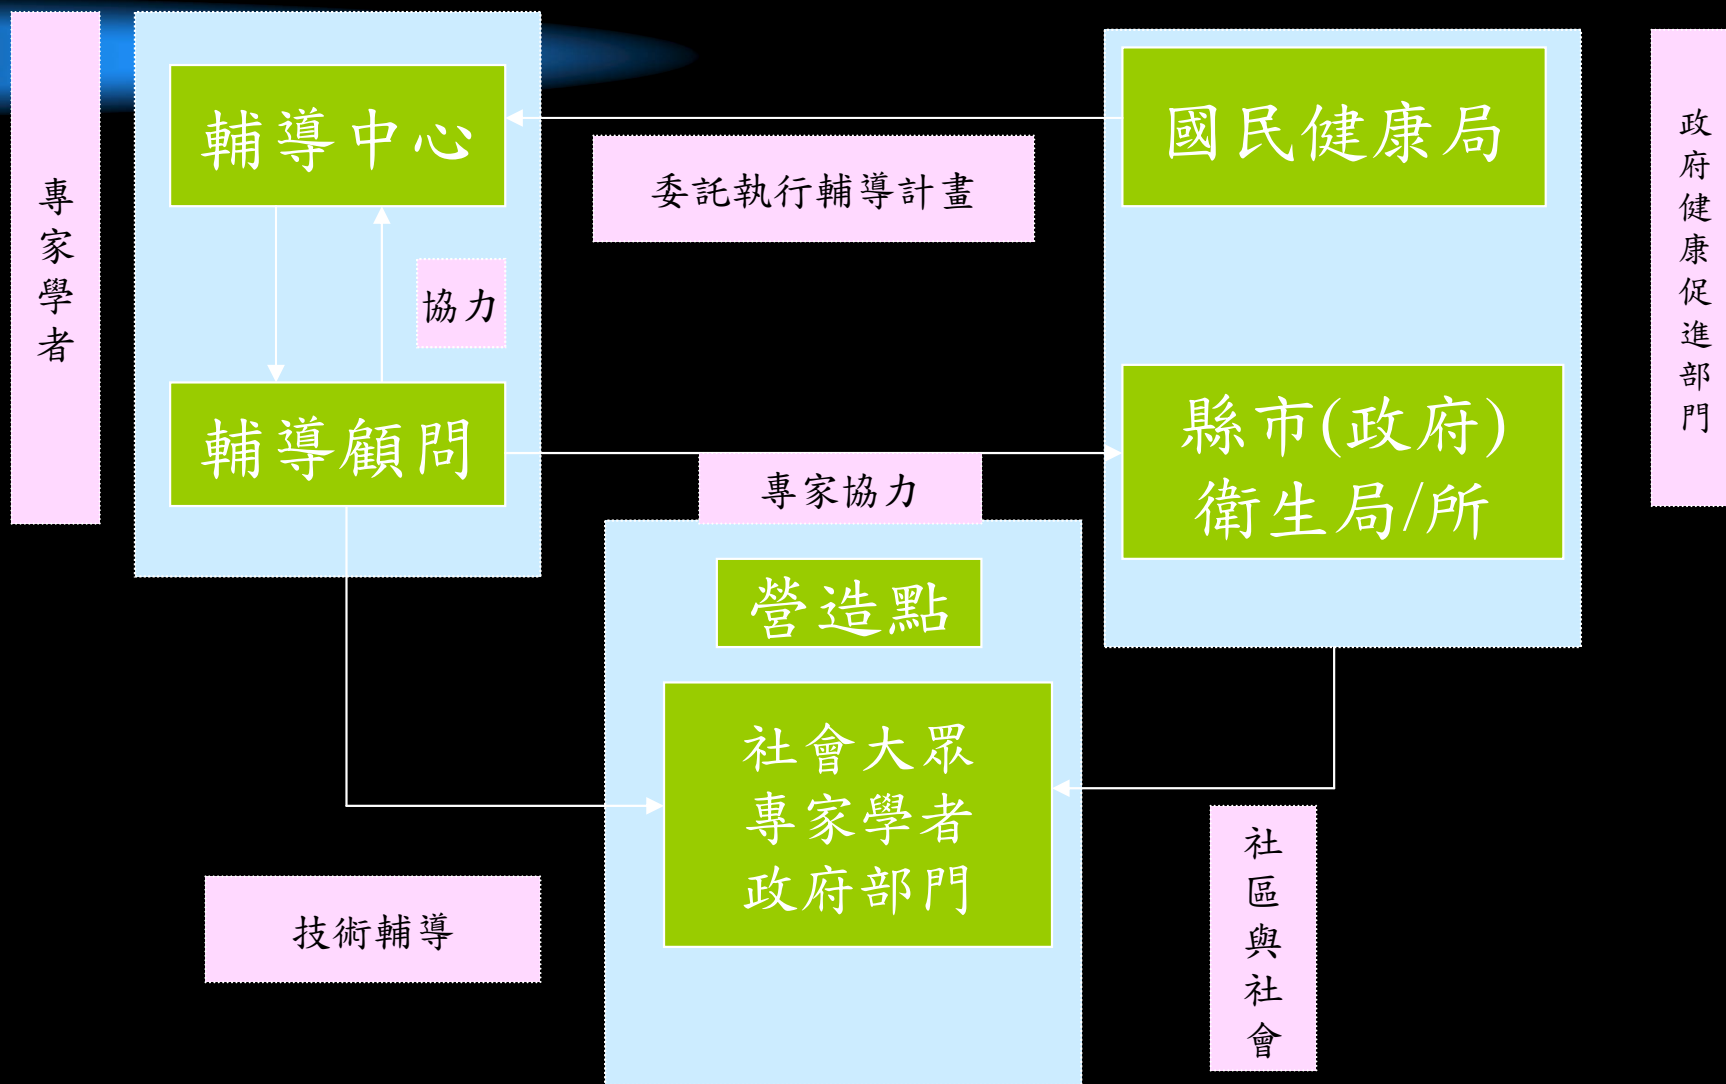 專家學者
輔導中心
國民健康局
政府健康促進部門
委託執行輔導計畫
協力
輔導顧問
縣市(政府)
衛生局/所
專家協力
營造點
社會大眾
專家學者
政府部門
技術輔導
社區與社會